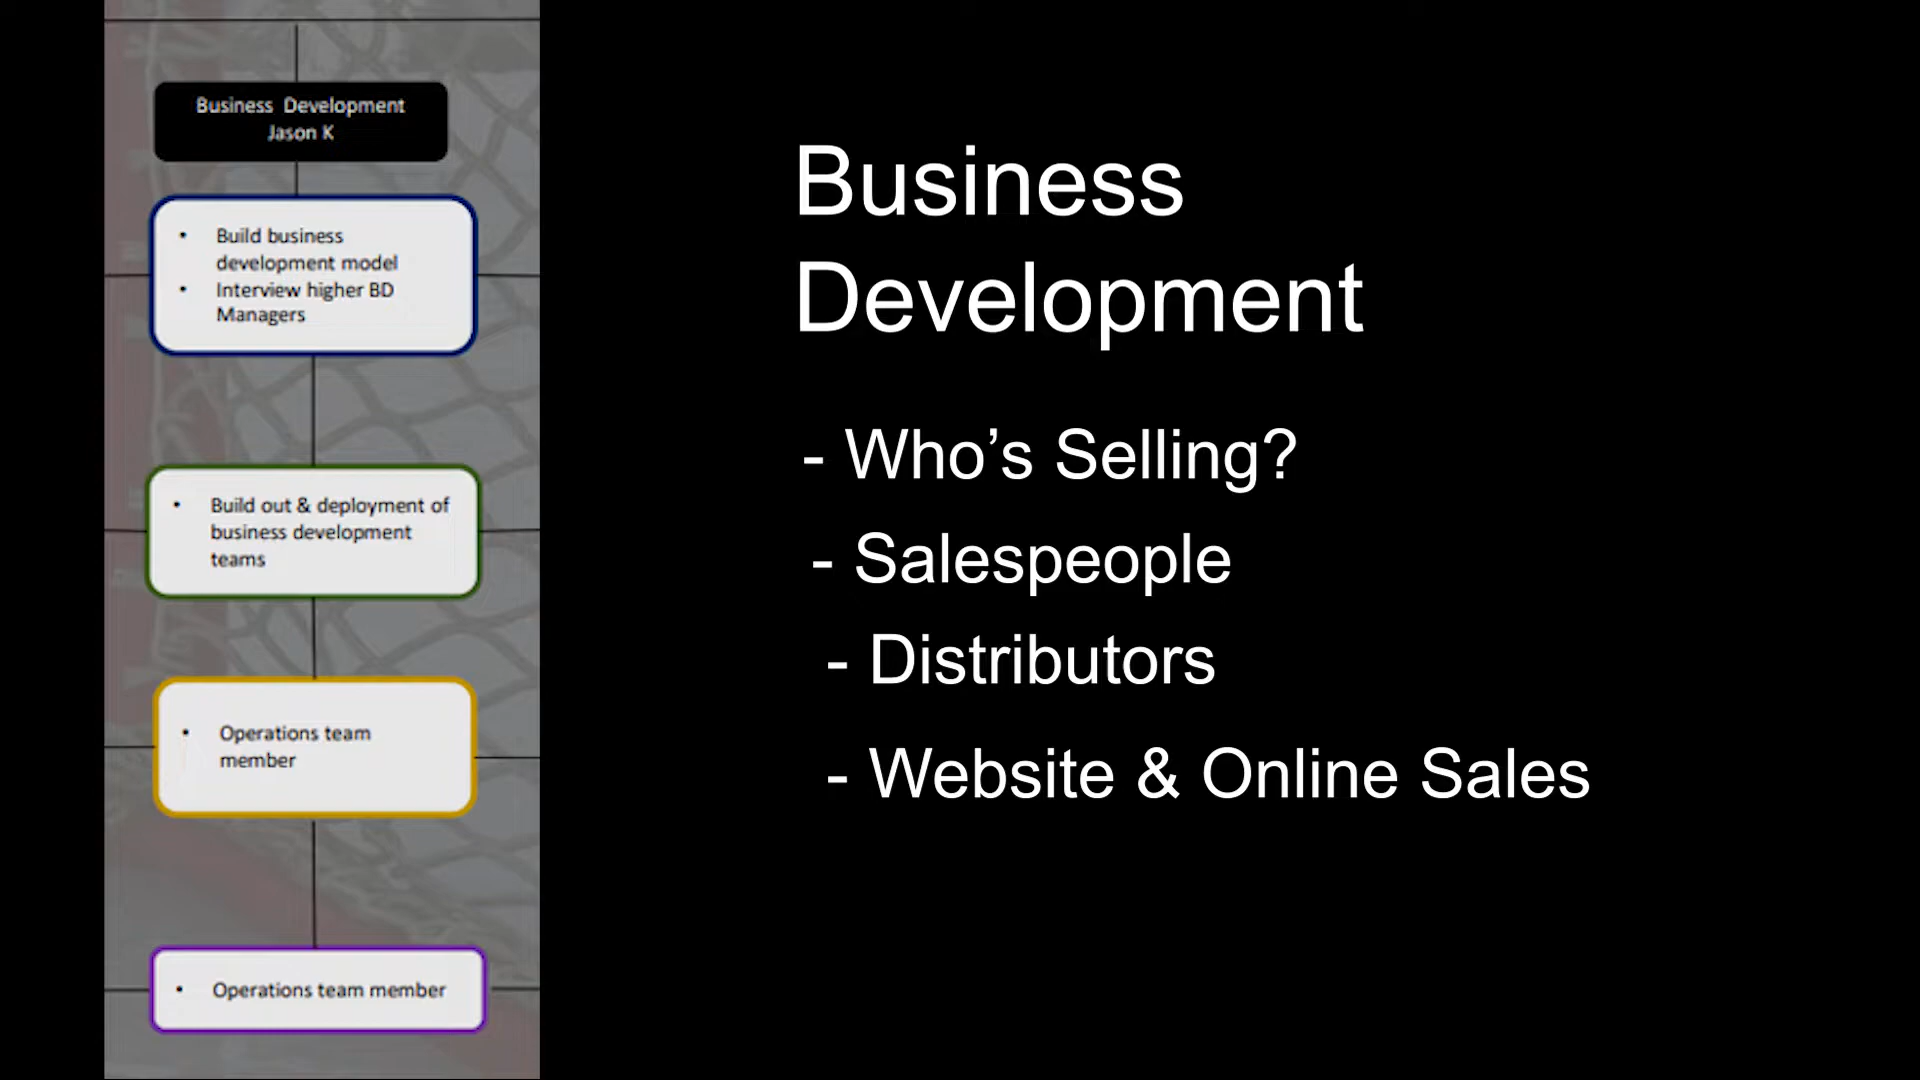 Business Development
Jason K
• Build business
development model
• Interview higher BD
Managers
• Build out & deployment of
business development
teams
• Operations team
member
• Operations team member
Business
Development
- Who’s Selling?
- Salespeople
- Distributors
- Website & Online Sales